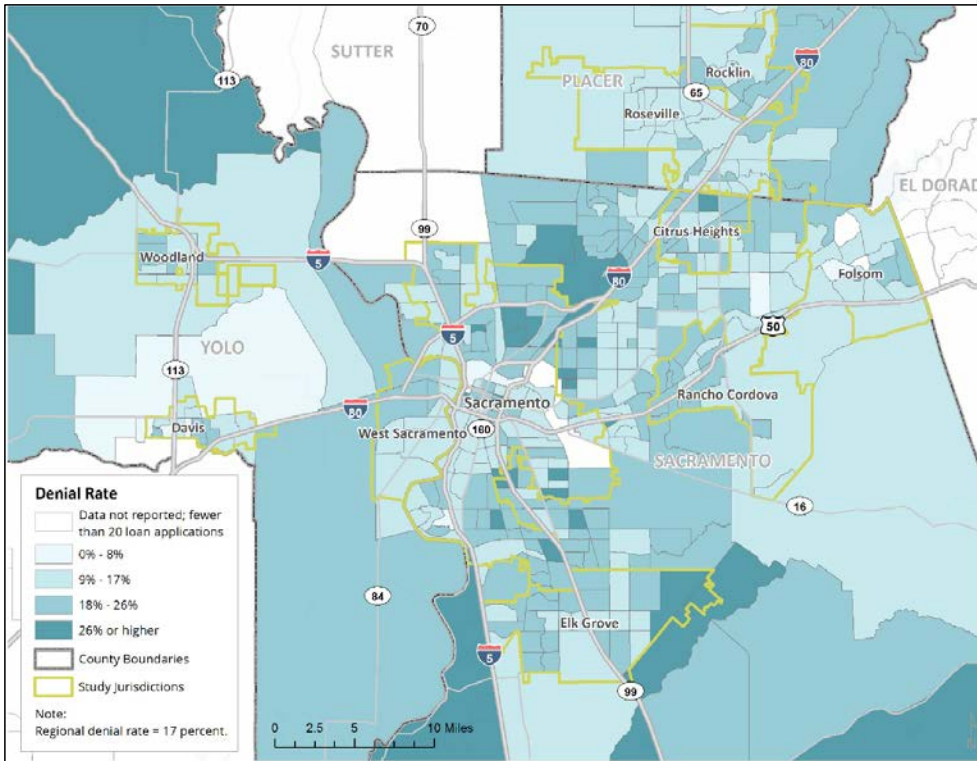 70
SUTTER
113
80
Rocklin
PLACER
65
Roseville
EL DORAD
99
Citrus Heights
5
Woodland
80
Folsom
50
5
YOLO
113
Rancho Cordova
Sacramento
80
Davis
West Sacramento
160
SACRAMENTO
16
84
Elk Grove
5
99
Denial Rate
Data not reported; fewer
than 20 loan applications
0% - 8%
9% - 17%
18% - 26%
26% or higher
County Boundaries
Study Jurisdictions
Note:
Regional denial rate = 17 percent.
0 2.5 5 10 Miles